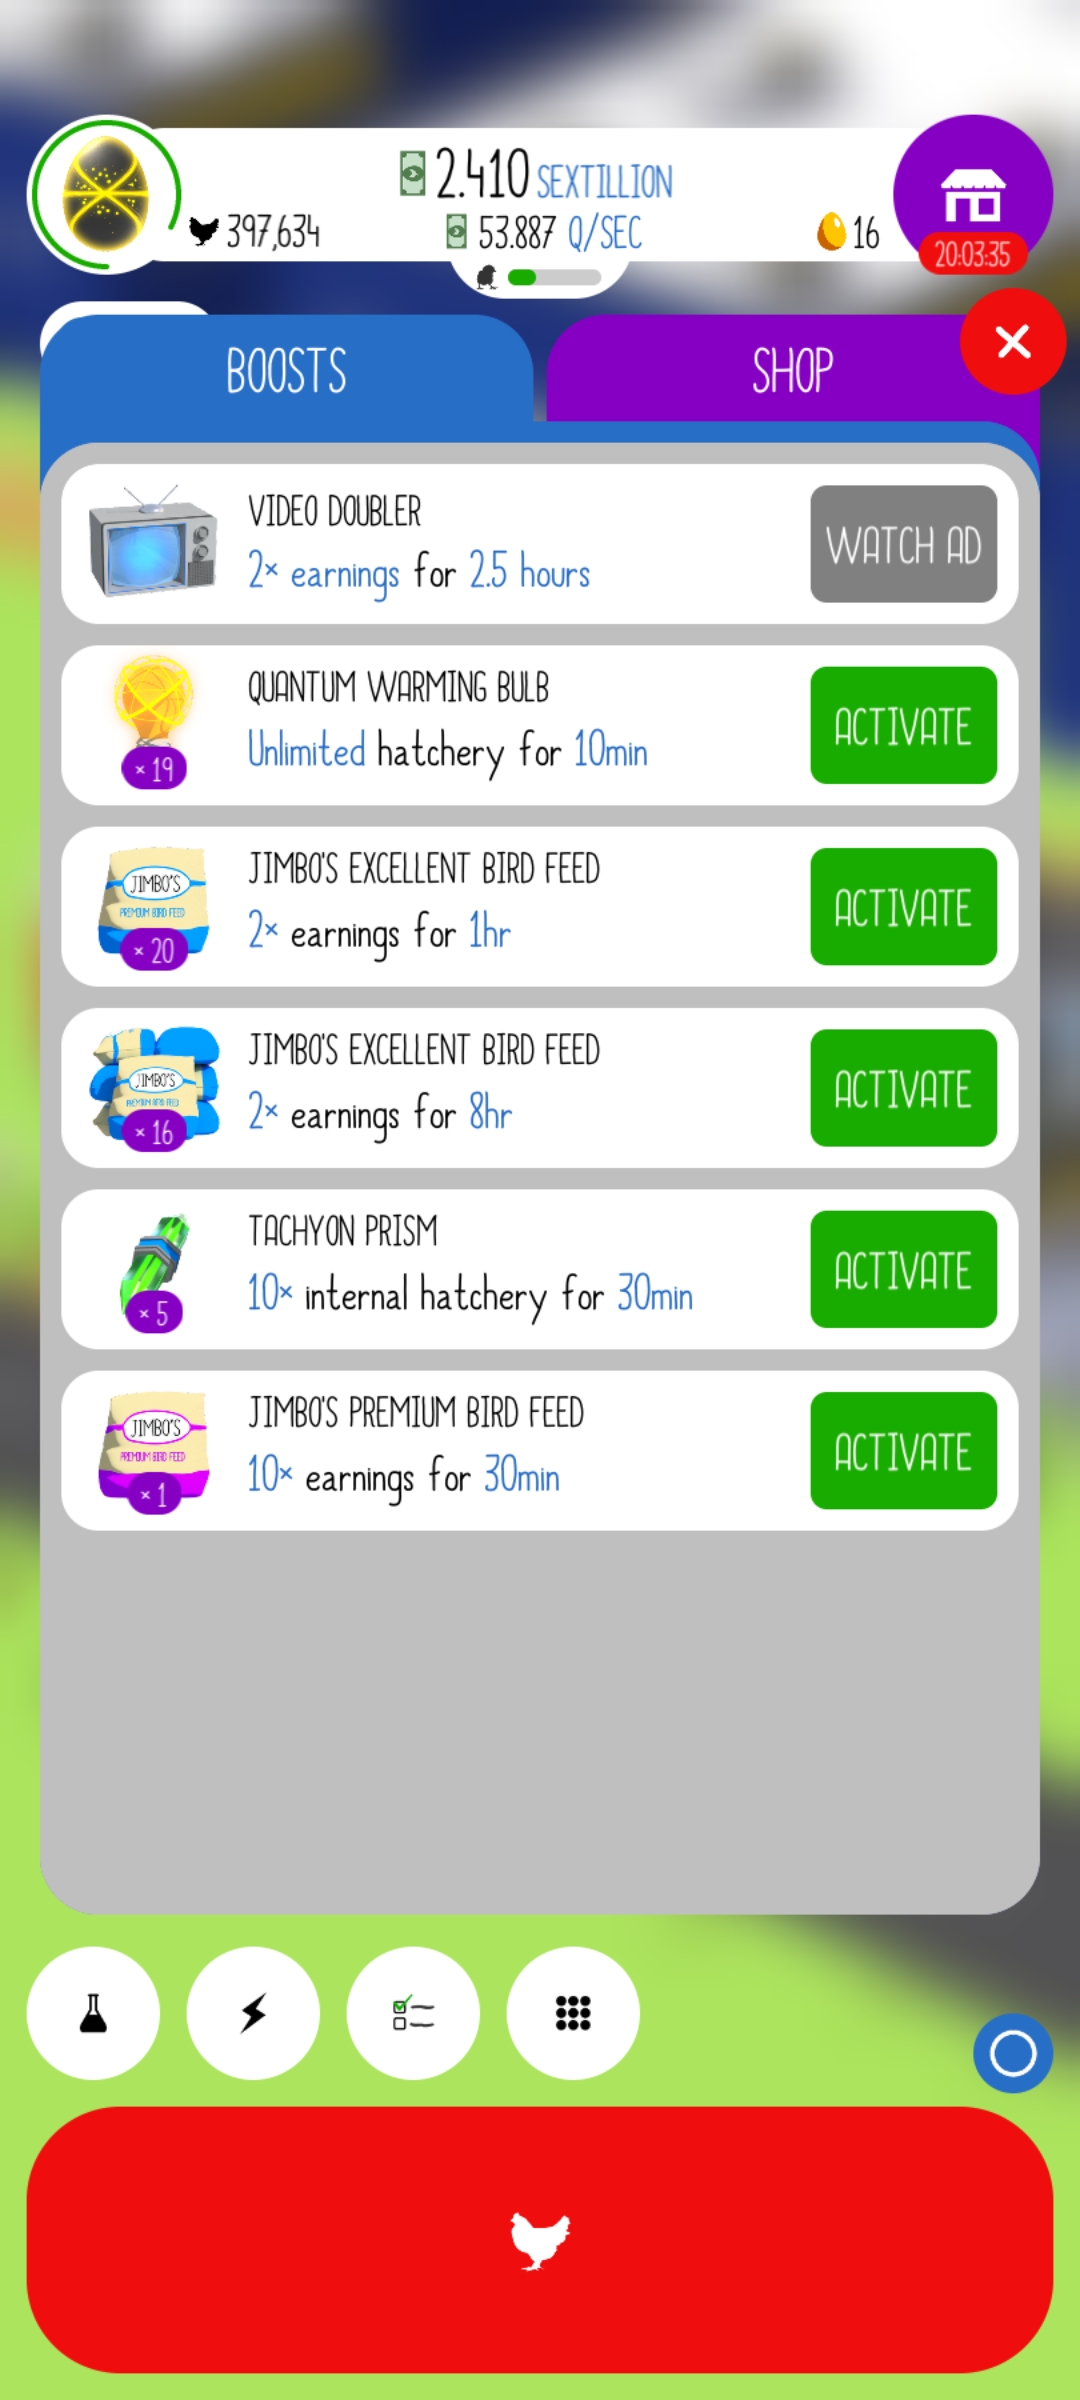 2.410 SEXTILLION
397,634
53.887 Q/SEC
16
20:03:35
BOOSTS
SHOP
VIDEO DOUBLER
2× earnings for 2.5 hours
WATCH AD
QUANTUM WARMING BULB
Unlimited hatchery for 10min
× 19
ACTIVATE
JIMBO'S EXCELLENT BIRD FEED
2× earnings for 1hr
JIMBO'S
PREMIUM BIRD FEED
× 20
ACTIVATE
JIMBO'S EXCELLENT BIRD FEED
2× earnings for 8hr
JIMBO'S
PREMIUM BIRD FEED
× 16
ACTIVATE
TACHYON PRISM
10× internal hatchery for 30min
× 5
ACTIVATE
JIMBO'S PREMIUM BIRD FEED
10× earnings for 30min
JIMBO'S
PREMIUM BIRD FEED
× 1
ACTIVATE